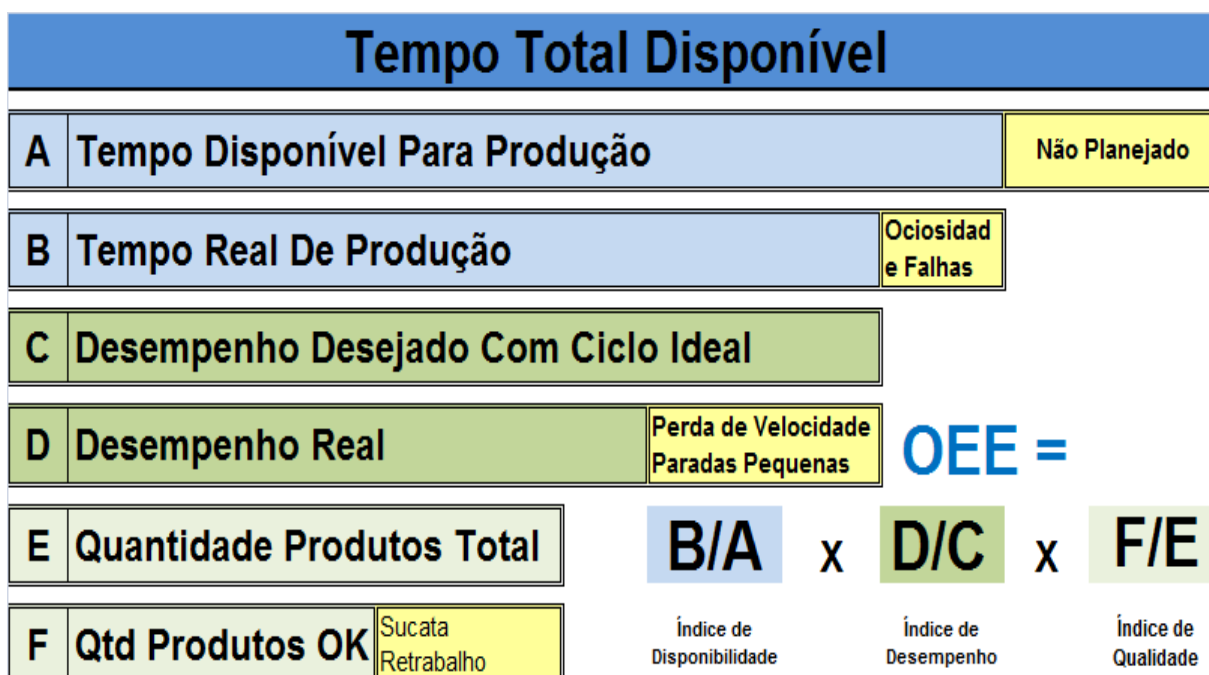 Tempo Total Disponível
A Tempo Disponível Para Produção Não Planejado
B Tempo Real De Produção Ociosidad
e Falhas
C Desempenho Desejado Com Ciclo Ideal
D Desempenho Real Perda de Velocidade
Paradas Pequenas
OEE =
E Quantidade Produtos Total
B/A x D/C x F/E
F Qtd Produtos OK Sucata
Retrabalho
Índice de
Disponibilidade
Índice de
Desempenho
Índice de
Qualidade